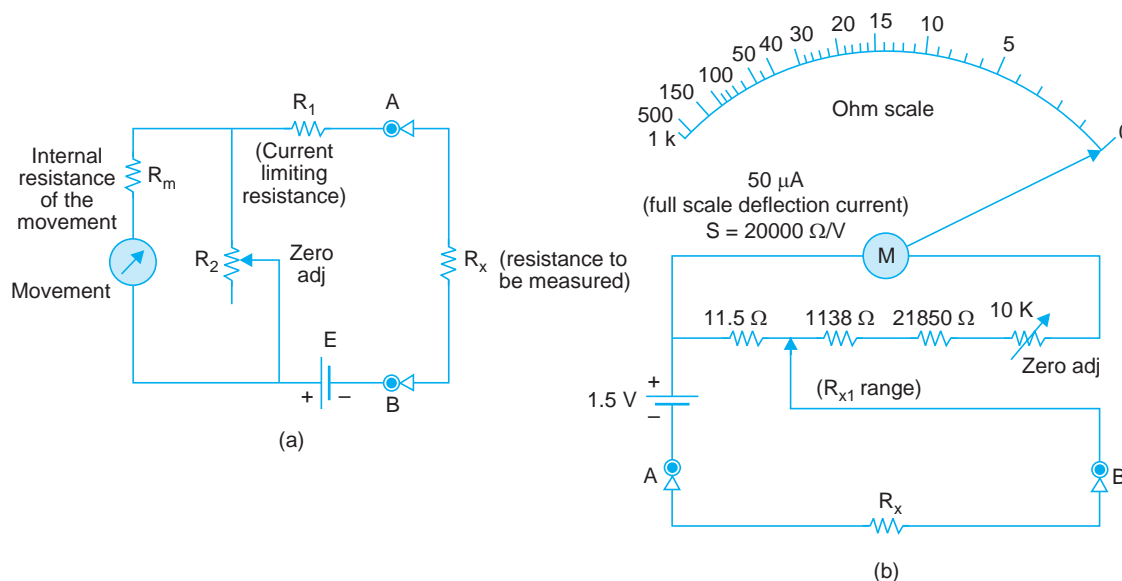 R1
A
Internal
resistance
of the
movement
Rm
(Current
limiting
resistance)
R2
Zero
adj
Rx
(resistance to
be measured)
Movement
E
+
–
B
(a)
1 k
500
150
100
50
40
30
20
15
10
5
0
Ohm scale
50 μA
(full scale deflection current)
S = 20000 Ω/V
M
11.5 Ω
1138 Ω
21850 Ω
10 K
Zero adj
+
1.5 V
–
(Rx1 range)
A
B
Rx
(b)